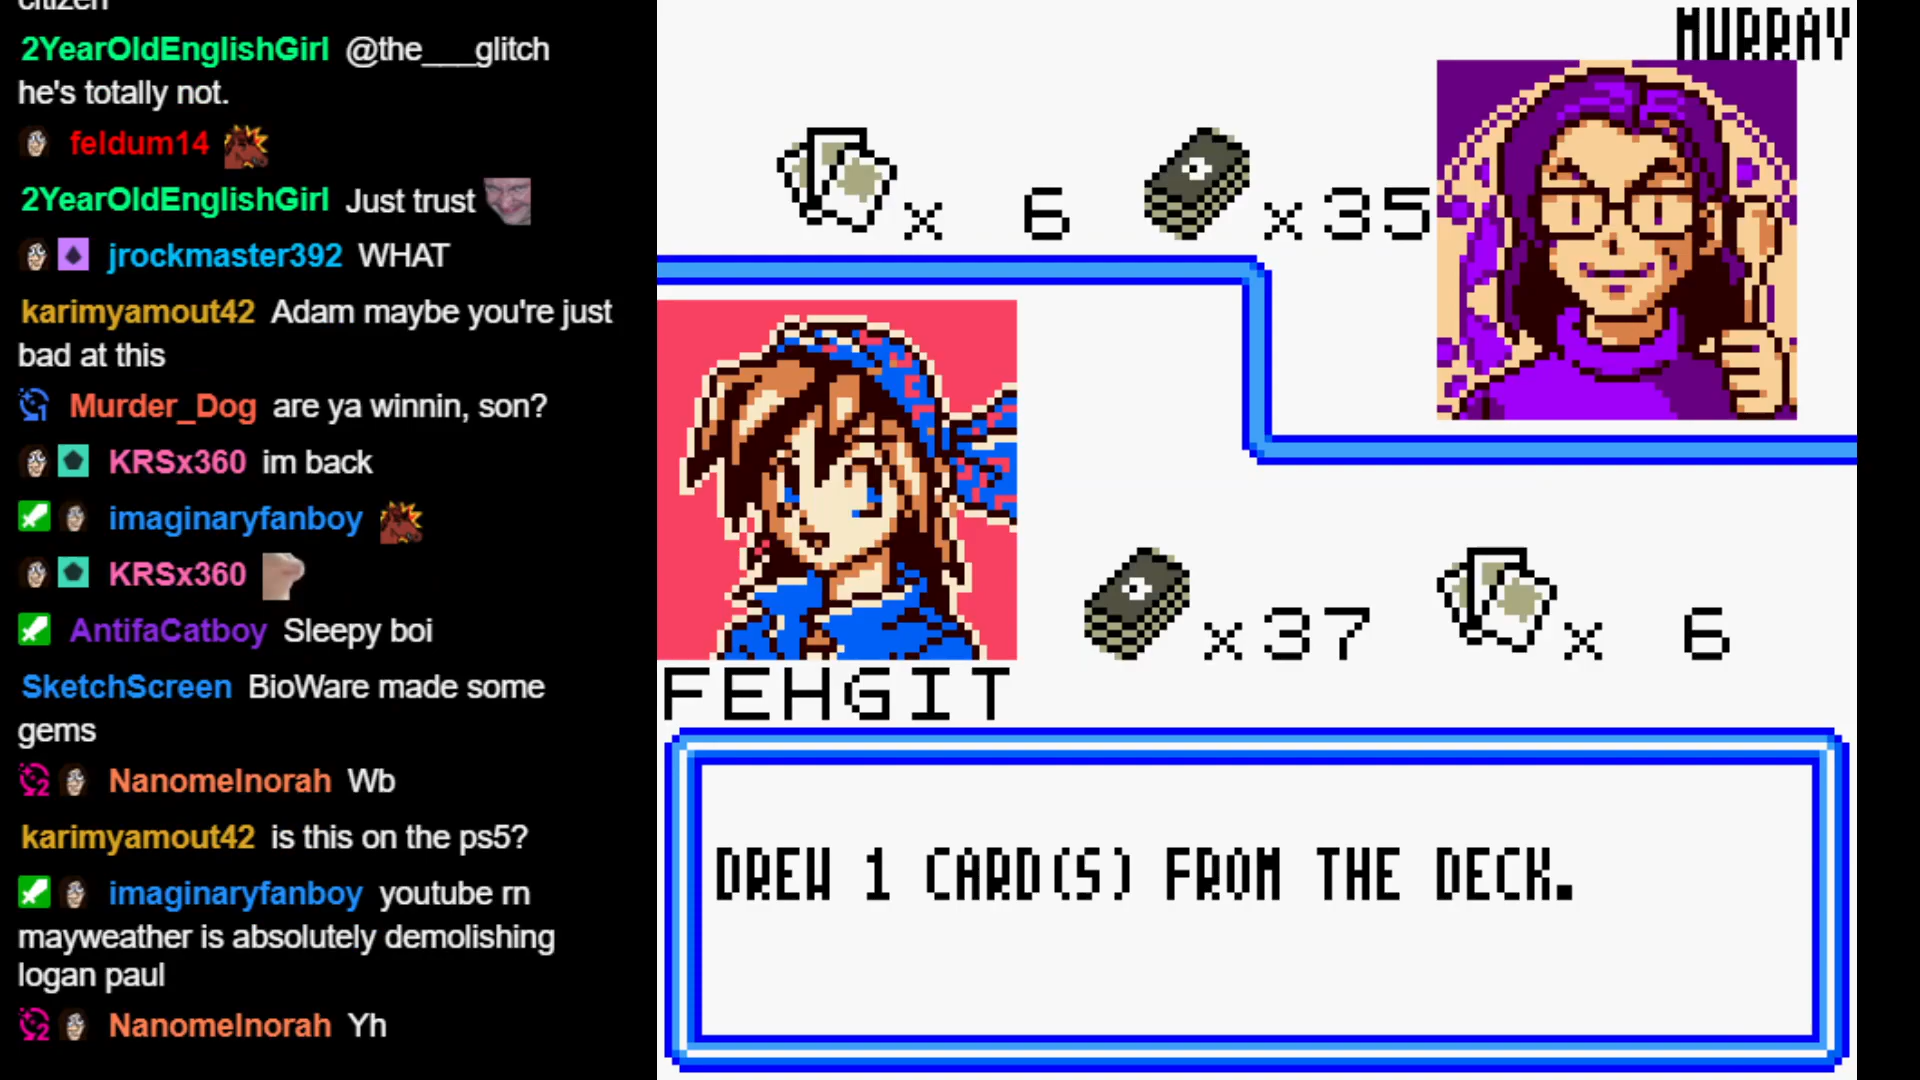 citizen
2YearOldEnglishGirl @the___glitch
he's totally not.
feldum14
2YearOldEnglishGirl Just trust
jrockmaster392 WHAT
karimyamout42 Adam maybe you're just
bad at this
Murder_Dog are ya winnin, son?
KRSx360 im back
imaginaryfanboy
KRSx360
AntifaCatboy Sleepy boi
SketchScreen BioWare made some
gems
NanomeInorah Wb
karimyamout42 is this on the ps5?
imaginaryfanboy youtube rn
mayweather is absolutely demolishing
logan paul
NanomeInorah Yh
MURRAY
x 6 x35
x37 x 6
FEHGIT
DREW 1 CARD(S) FROM THE DECK.